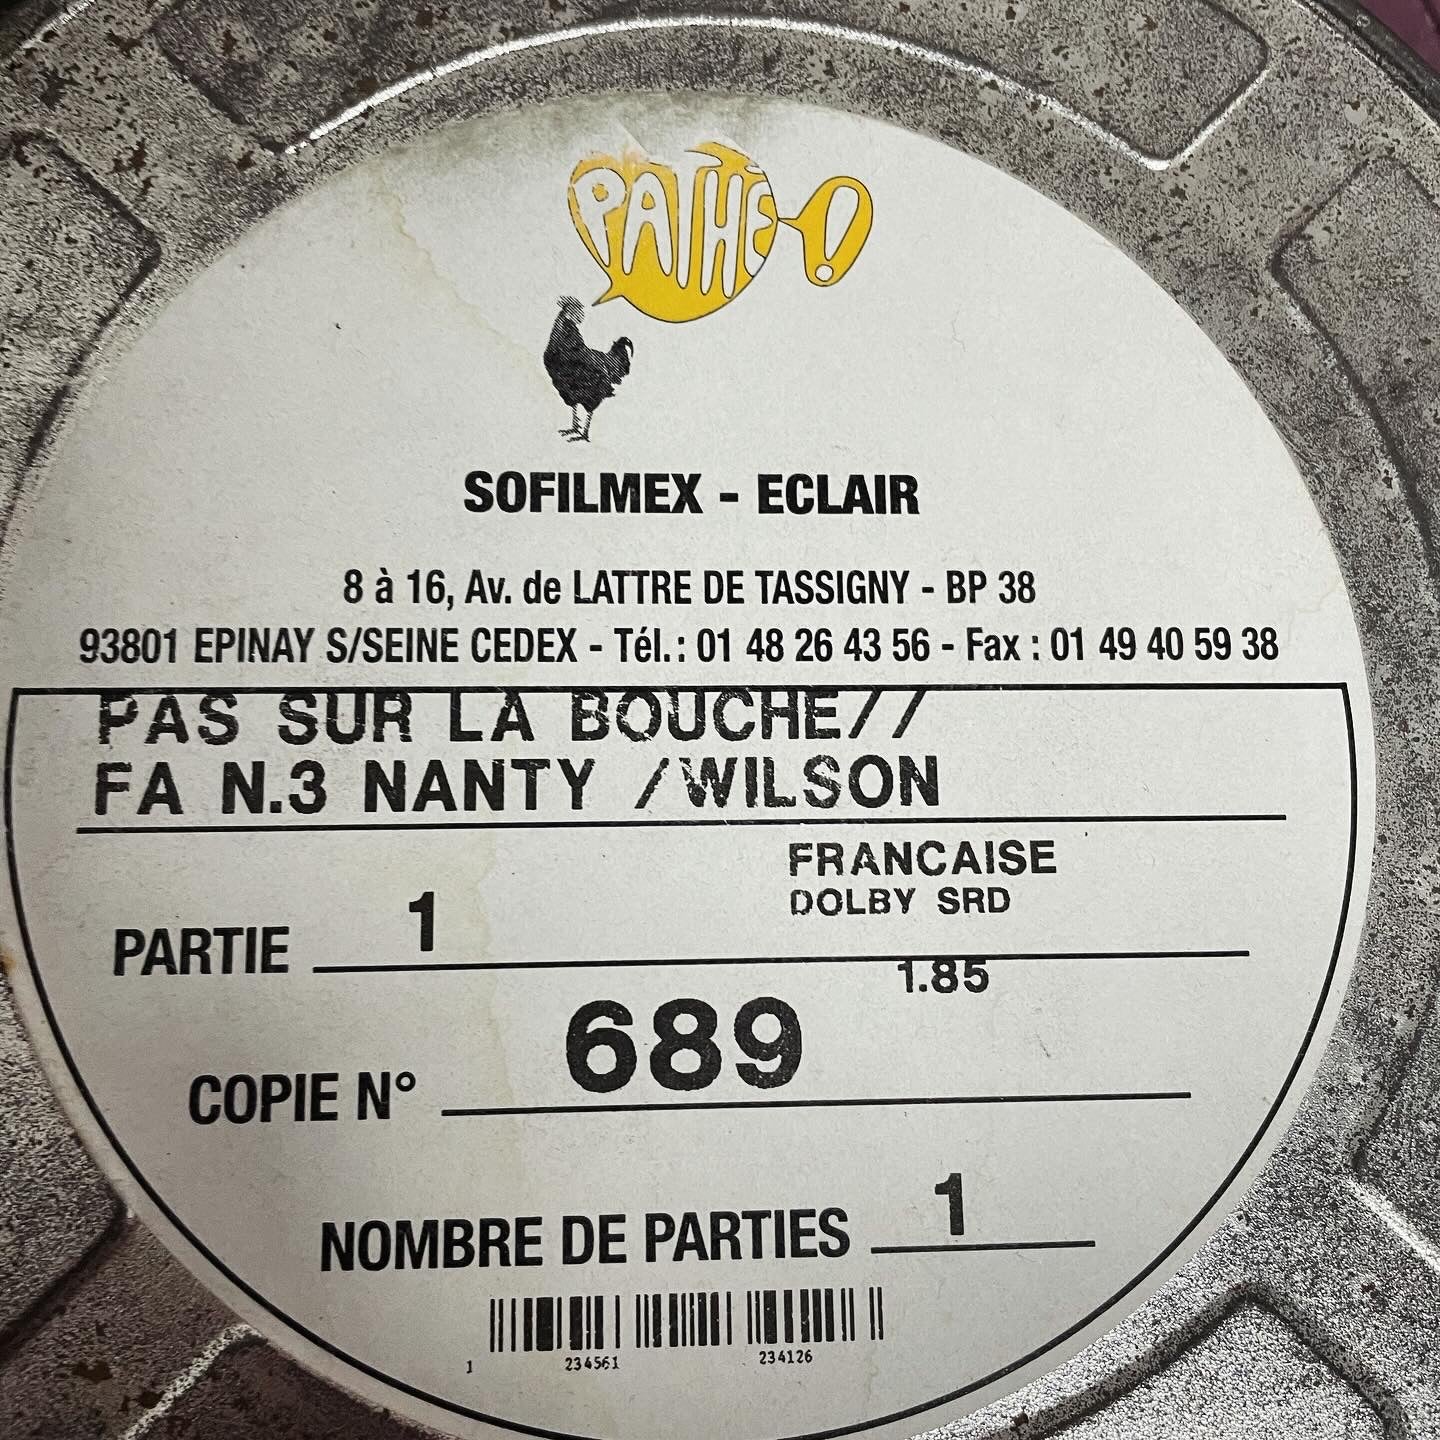 PATHÉ!
SOFILMEX - ECLAIR
8 à 16, Av. de LATTRE DE TASSIGNY - BP 38
93801 EPINAY S/SEINE CEDEX - Tél.: 01 48 26 43 56 - Fax : 01 49 40 59 38
PAS SUR LA BOUCHE//
FA N.3 NANTY /WILSON
FRANCAISE
DOLBY SRD
PARTIE 1
1.85
COPIE N° 689
NOMBRE DE PARTIES 1
1 234561 234126